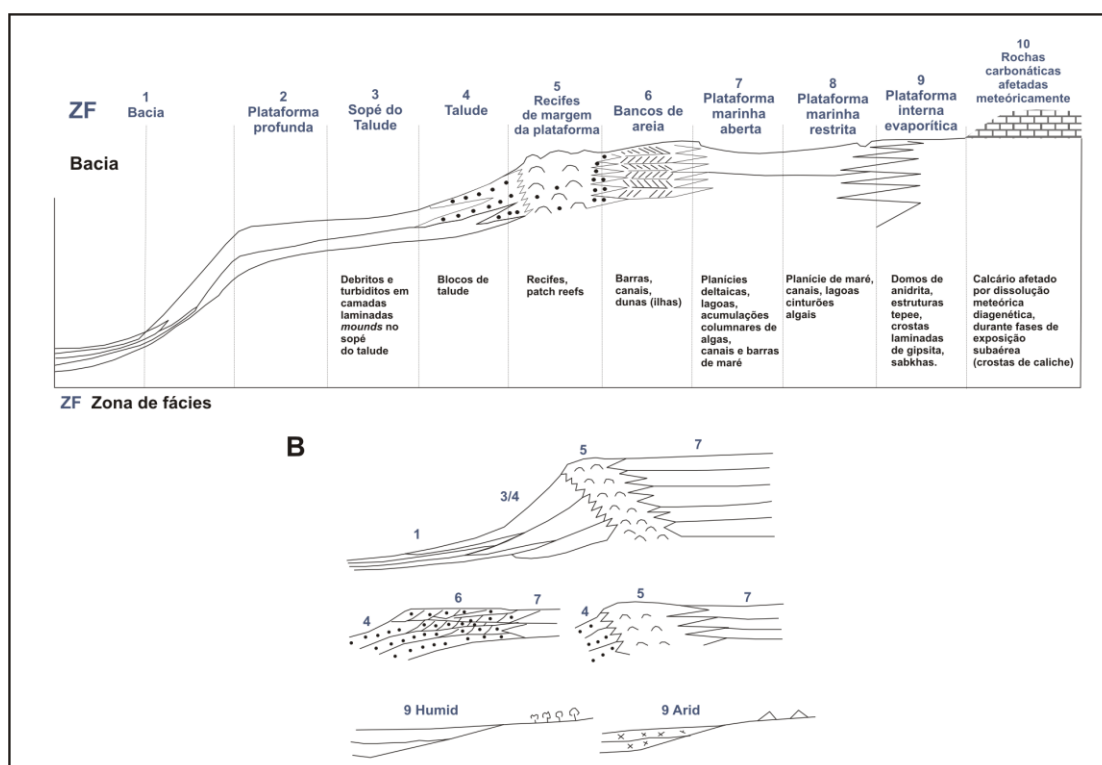 ZF
1
Bacia
2
Plataforma
profunda
3
Sopé do
Talude
4
Talude
5
Recifes
de margem
da plataforma
6
Bancos de
areia
7
Plataforma
marinha
aberta
8
Plataforma
marinha
restrita
9
Plataforma
interna
evaporítica
10
Rochas
carbonáticas
afetadas
meteóricamente
Bacia
Debritos e
turbiditos em
camadas
laminadas
mounds no
sopé
do talude
Blocos de
talude
Recifes,
patch reefs
Barras,
canais,
dunas (ilhas)
Planícies
deltaicas,
lagoas,
acumulações
columnares de
algas,
canais e barras
de maré
Planície de maré,
canais, lagoas
cinturões
algais
Domos de
anidrita,
estruturas
tepee,
crostas
laminadas
de gipsita,
sabkhas.
Calcário afetado
por dissolução
meteórica
diagenética,
durante fases de
exposição
subaérea
(crostas de caliche)
ZF Zona de fácies
B
1
3/4
5
7
4
6
7
4
5
7
9 Humid
9 Arid